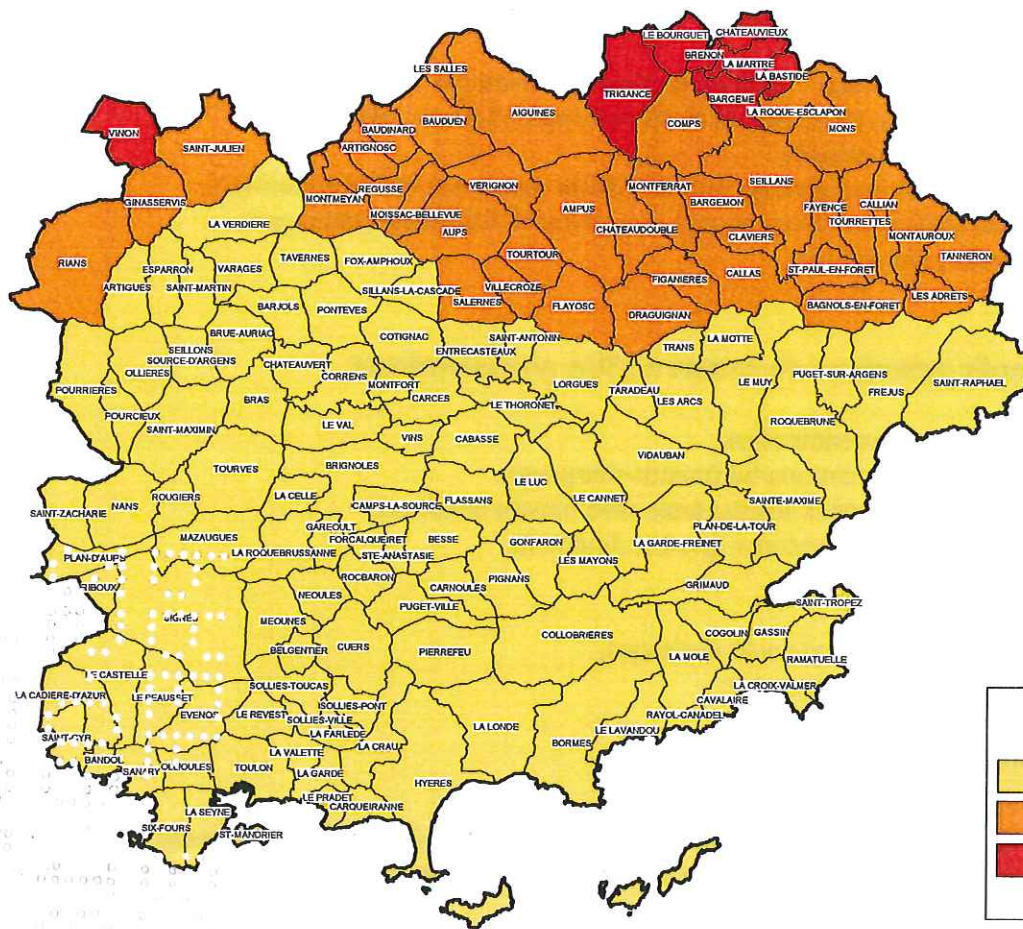 LE BOURGUET
CHATEAUVIEUX
BRENON
LA MARTRE
LES SALLES
LA BASTIDE
TRIGANCE
BARGEME
AIGUINES
LA ROQUE-ESCLAPON
BAUDUEN
COMPS
MONS
VINON
BAUDINARD
SAINT-JULIEN
ARTIGNOSC
SEILLANS
REGUSSE
VERIGNON
MONTFERRAT
MONTMEYAN
GINASSERVIS
BARGEMON
FAYENCE
CALLIAN
AMPUS
MOISSAC-BELLEVUE
TOURRETTES
LA VERDIERE
CHATEAUDOUBLE
AUPS
CLAVIERS
MONTAUROUX
TOURTOUR
TANNERON
RIANS
TAVERNES
FOX-AMPHOUX
ESPARRON
VARAGES
ST-PAUL-EN-FORET
CALLAS
FIGANIERES
ARTIGUES
SAINT-MARTIN
SILLANS-LA-CASCADE
VILLECROZE
LES ADRETS
SALERNES
BARJOLS
PONTEVES
FLAYOSC
BAGNOLS-EN-FORET
DRAGUIGNAN
BRUE-AURIAC
COTIGNAC
SAINT-ANTONIN
LA MOTTE
TRANS
SEILLONS
SOURCE-D'ARGENS
ENTRECASTEAUX
CHATEAUVERT
OLLIERES
PUGET-SUR-ARGENS
CORRENS
MONTFORT
LORGUES
LE MUY
SAINT-RAPHAEL
POURRIERES
TARADEAU
FREJUS
CARCES
BRAS
LES ARCS
LE THORONET
POURCIEUX
ROQUEBRUNE
LE VAL
SAINT-MAXIMIN
VINS
CABASSE
VIDAUBAN
TOURVES
BRIGNOLES
LE LUC
ROUGIERS
LA CELLE
FLASSANS
LE CANNET
SAINTE-MAXIME
NANS
CAMPS-LA-SOURCE
SAINT-ZACHARIE
GAREOULT
PLAN-DE-LA-TOUR
MAZAUGUES
FORCALQUEIRET
BESSE
GONFARON
LA GARDE-FREINET
LA ROQUEBRUSSANNE
STE-ANASTASIE
PLAN-D'AUPS
LES MAYONS
ROCBARON
PIGNANS
RIBOUX
CARNOULES
GRIMAUD
NEOULES
SAINT-TROPEZ
PUGET-VILLE
SIGNES
MEOUNES
COGOLIN
GASSIN
COLLOBRIERES
CUERS
BELGENTIER
PIERREFEU
LA MOLE
RAMATUELLE
LE CASTELLE
SOLLIES-TOUCAS
LA CROIX-VALMER
LA CADIERE-D'AZUR
LE BEAUSSET
CAVALAIRE
SOLLIES-PONT
EVENOS
LE REVEST
RAYOL-CANADEL
SOLLIES-VILLE
LA LONDE
LE LAVANDOU
LA FARLEDE
SAINT-CYR
BORMES
LA CRAU
LA VALETTE
BANDOL
OLLIOULES
TOULON
SANARY
LA GARDE
HYERES
LE PRADET
CARQUEIRANNE
LA SEYNE
SIX-FOURS
ST-MANDRIER